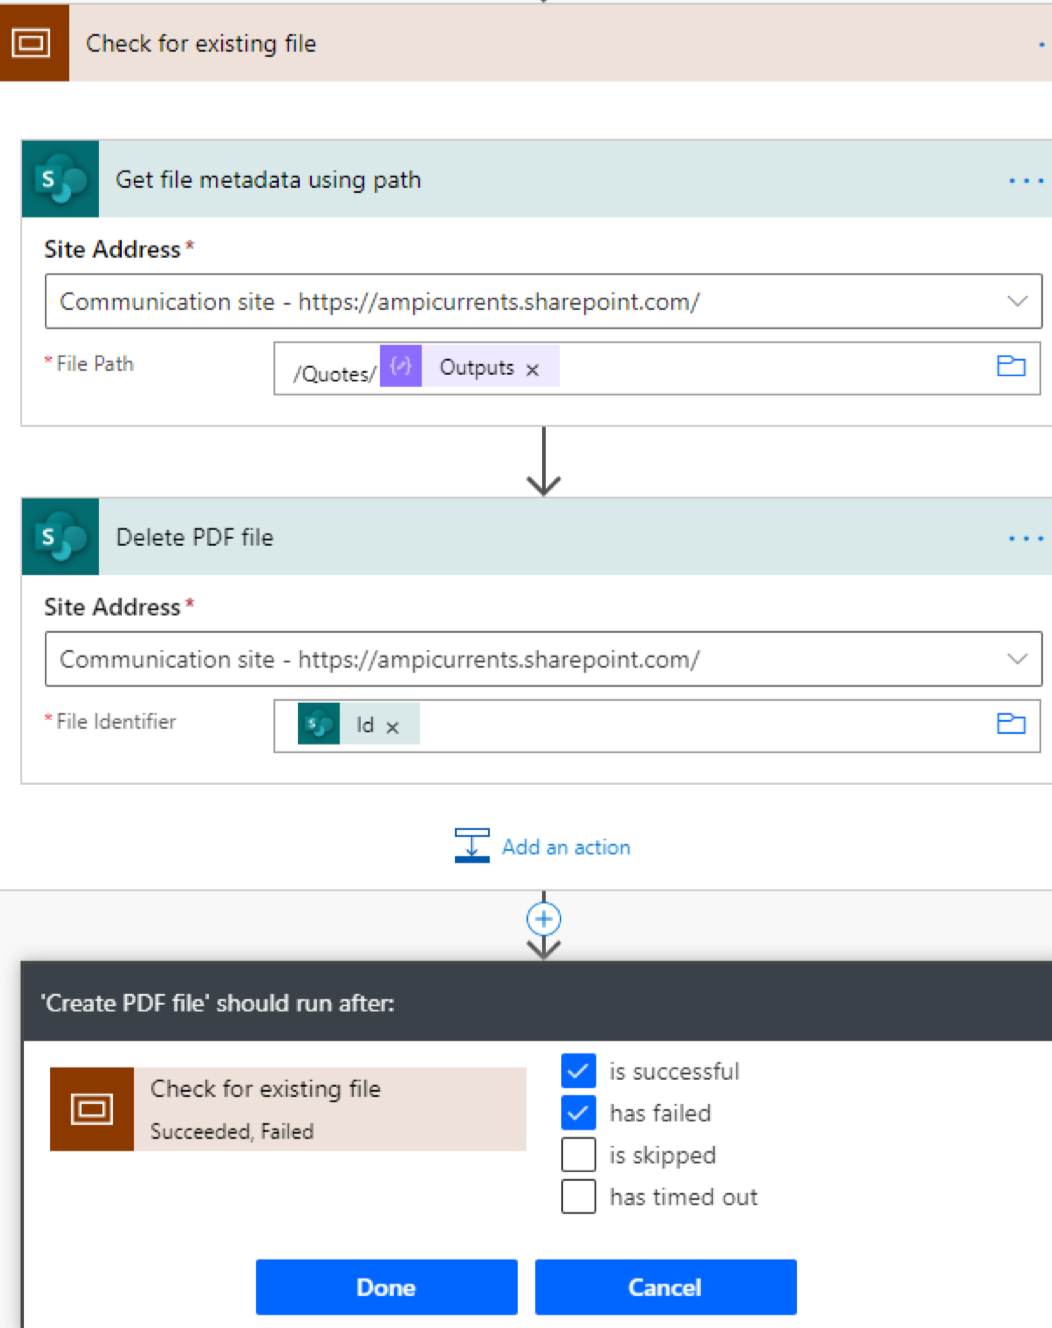 Check for existing file
Get file metadata using path
Site Address *
Communication site - https://ampicurrents.sharepoint.com/
* File Path
/Quotes/ Outputs ×
Delete PDF file
Site Address *
Communication site - https://ampicurrents.sharepoint.com/
* File Identifier
Id ×
Add an action
'Create PDF file' should run after:
Check for existing file
Succeeded, Failed
is successful
has failed
is skipped
has timed out
Done
Cancel